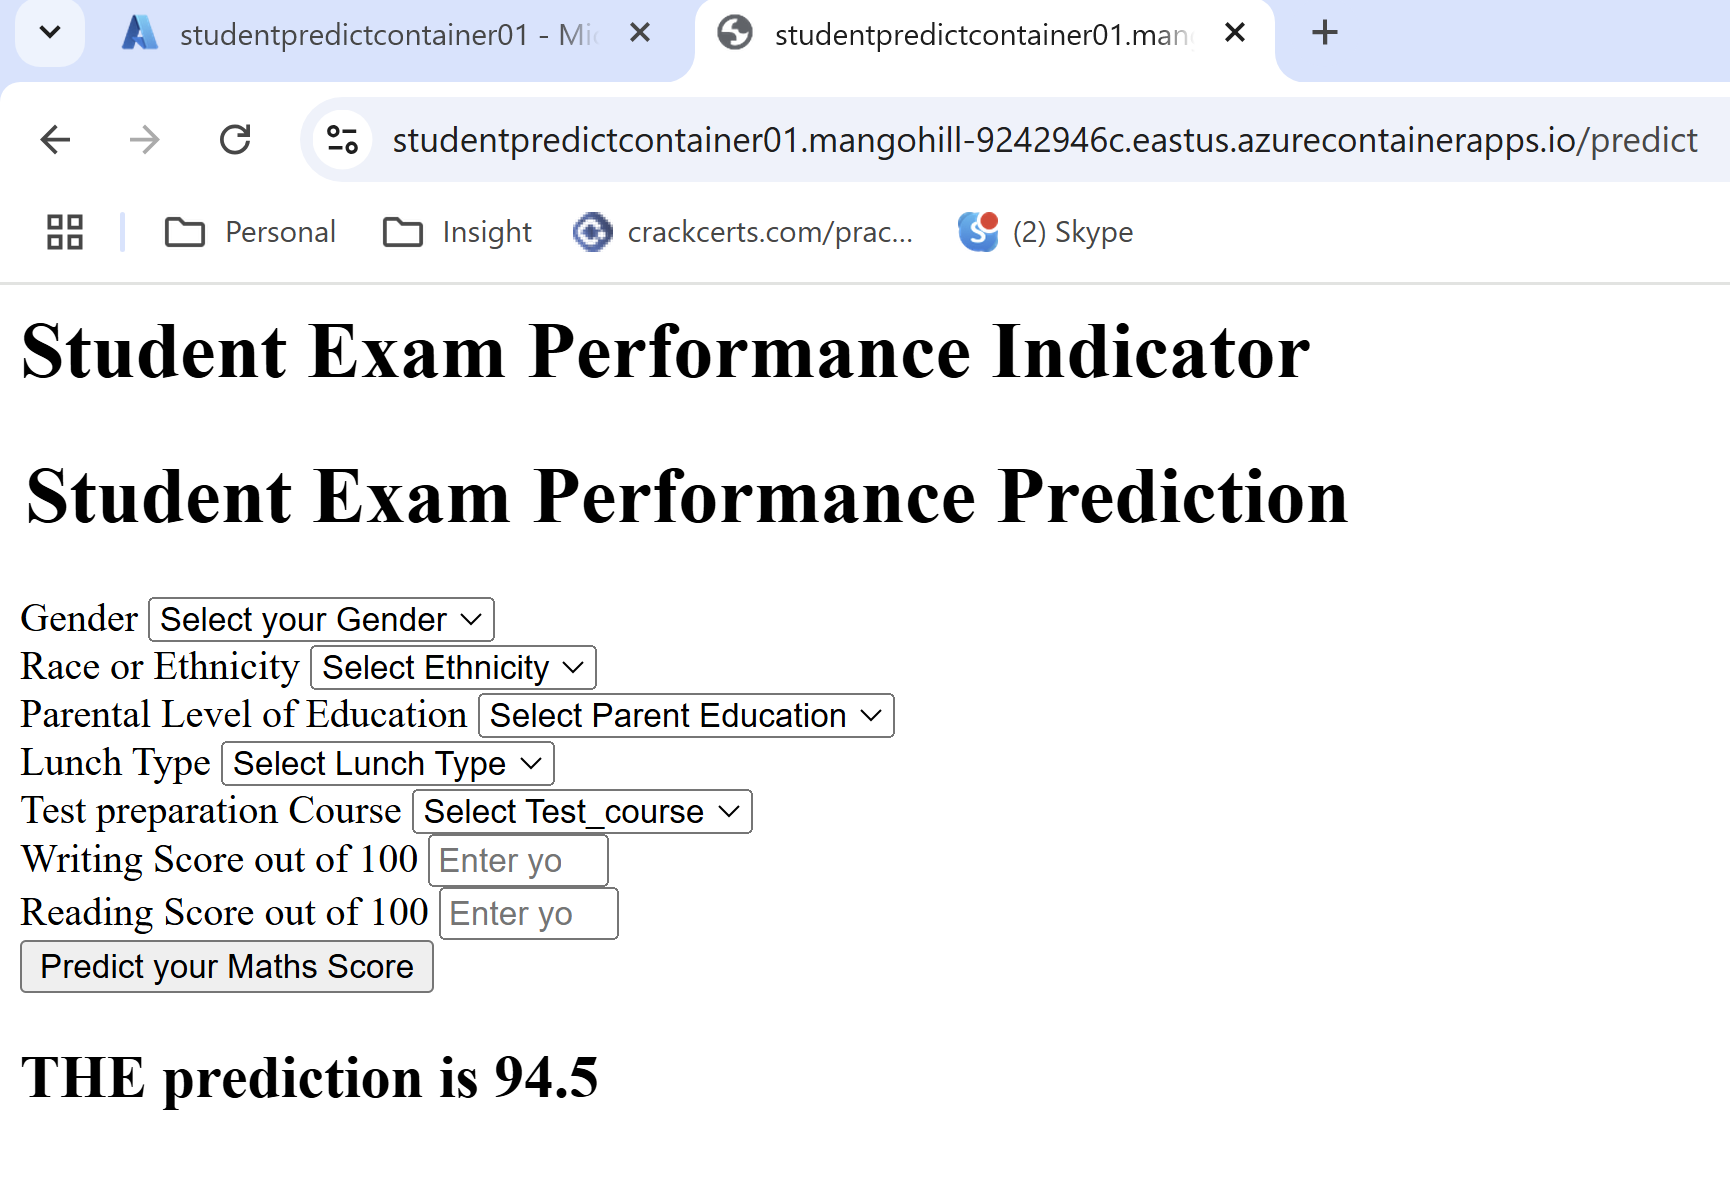 studentpredictcontainer01 - Mi
studentpredictcontainer01.man
studentpredictcontainer01.mangohill-9242946c.eastus.azurecontainerapps.io/predict
Personal
Insight
crackcerts.com/prac...
(2) Skype
Student Exam Performance Indicator
Student Exam Performance Prediction
Gender Select your Gender
Race or Ethnicity Select Ethnicity
Parental Level of Education Select Parent Education
Lunch Type Select Lunch Type
Test preparation Course Select Test_course
Writing Score out of 100 Enter yo
Reading Score out of 100 Enter yo
Predict your Maths Score
THE prediction is 94.5